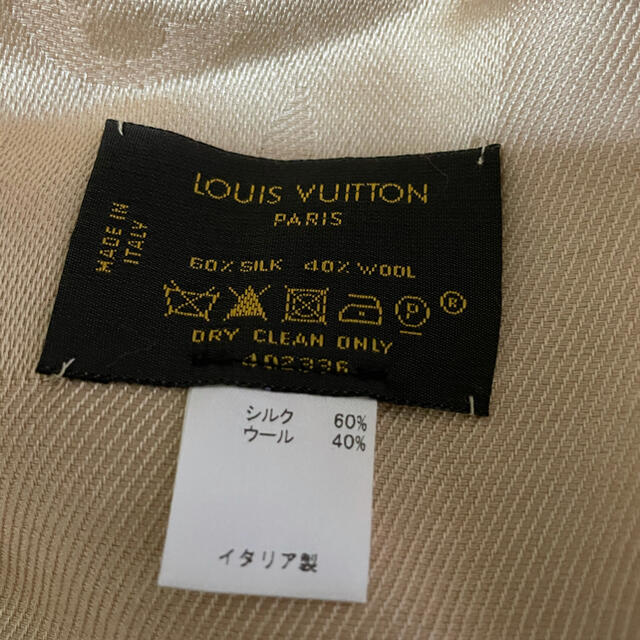 LOUIS VUITTON
PARIS
MADE IN
ITALY
60% SILK 40% WOOL
P ®
DRY CLEAN ONLY
402336
シルク 60%
ウール 40%
イタリア製